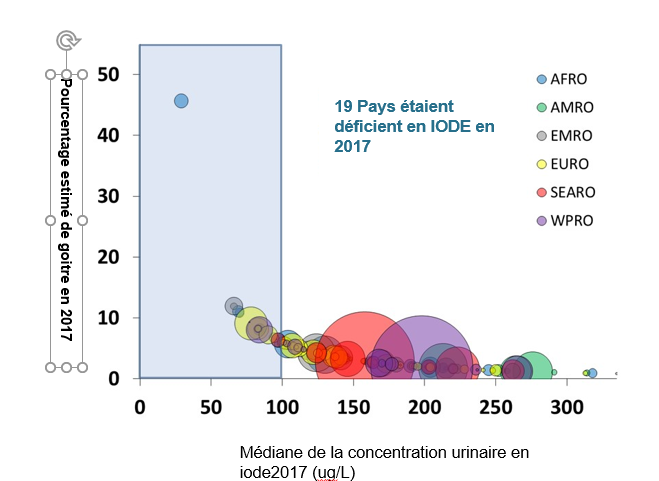 Pourcentage estimé de goitre en 2017
50
40
30
20
10
0
0 50 100 150 200 250 300
19 Pays étaient
déficient en IODE en
2017
AFRO
AMRO
EMRO
EURO
SEARO
WPRO
Médiane de la concentration urinaire en
iode2017 (ug/L)